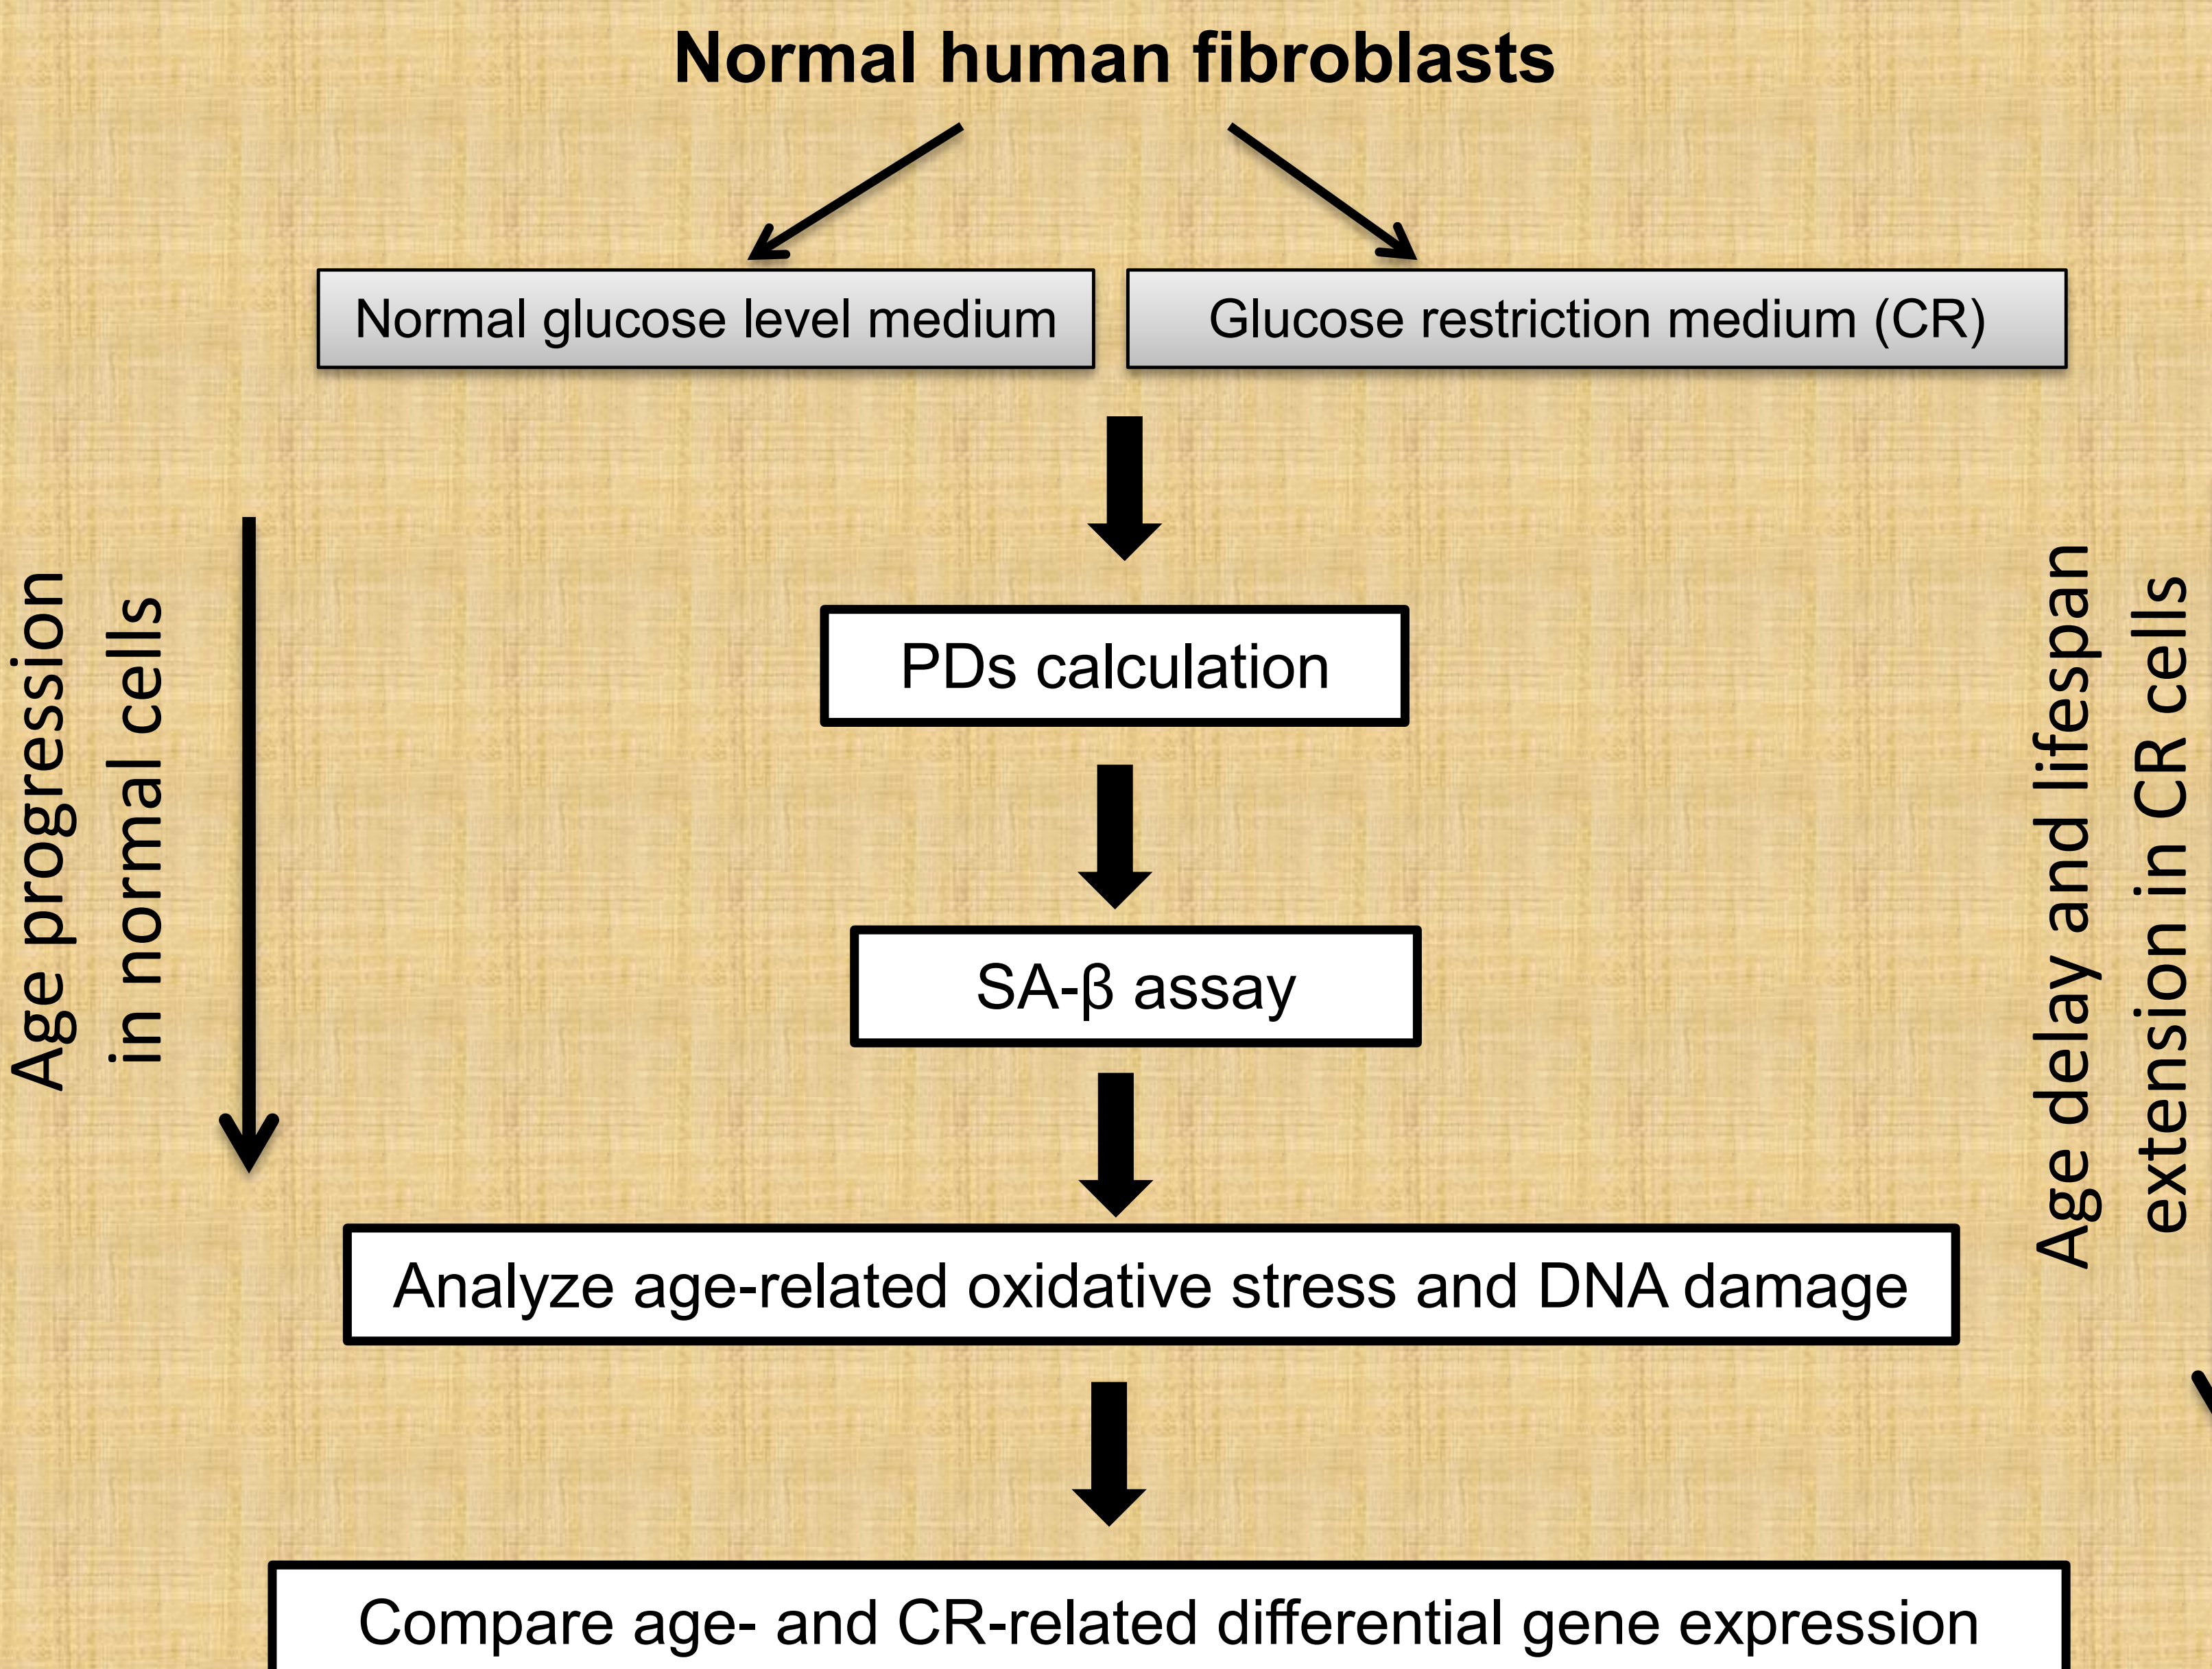 Normal human fibroblasts
Normal glucose level medium
Glucose restriction medium (CR)
Age progression
in normal cells
PDs calculation
SA-β assay
Analyze age-related oxidative stress and DNA damage
Compare age- and CR-related differential gene expression
Age delay and lifespan
extension in CR cells